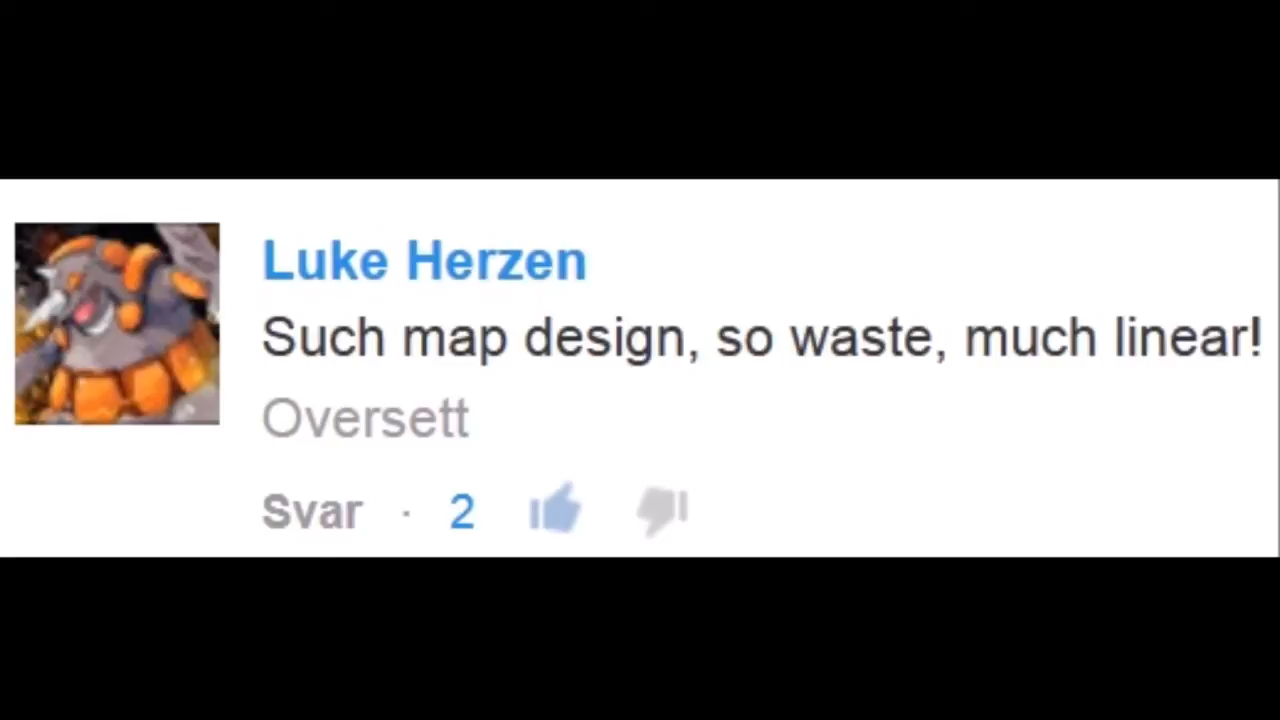 Luke Herzen
Such map design, so waste, much linear!
Oversett
Svar · 2